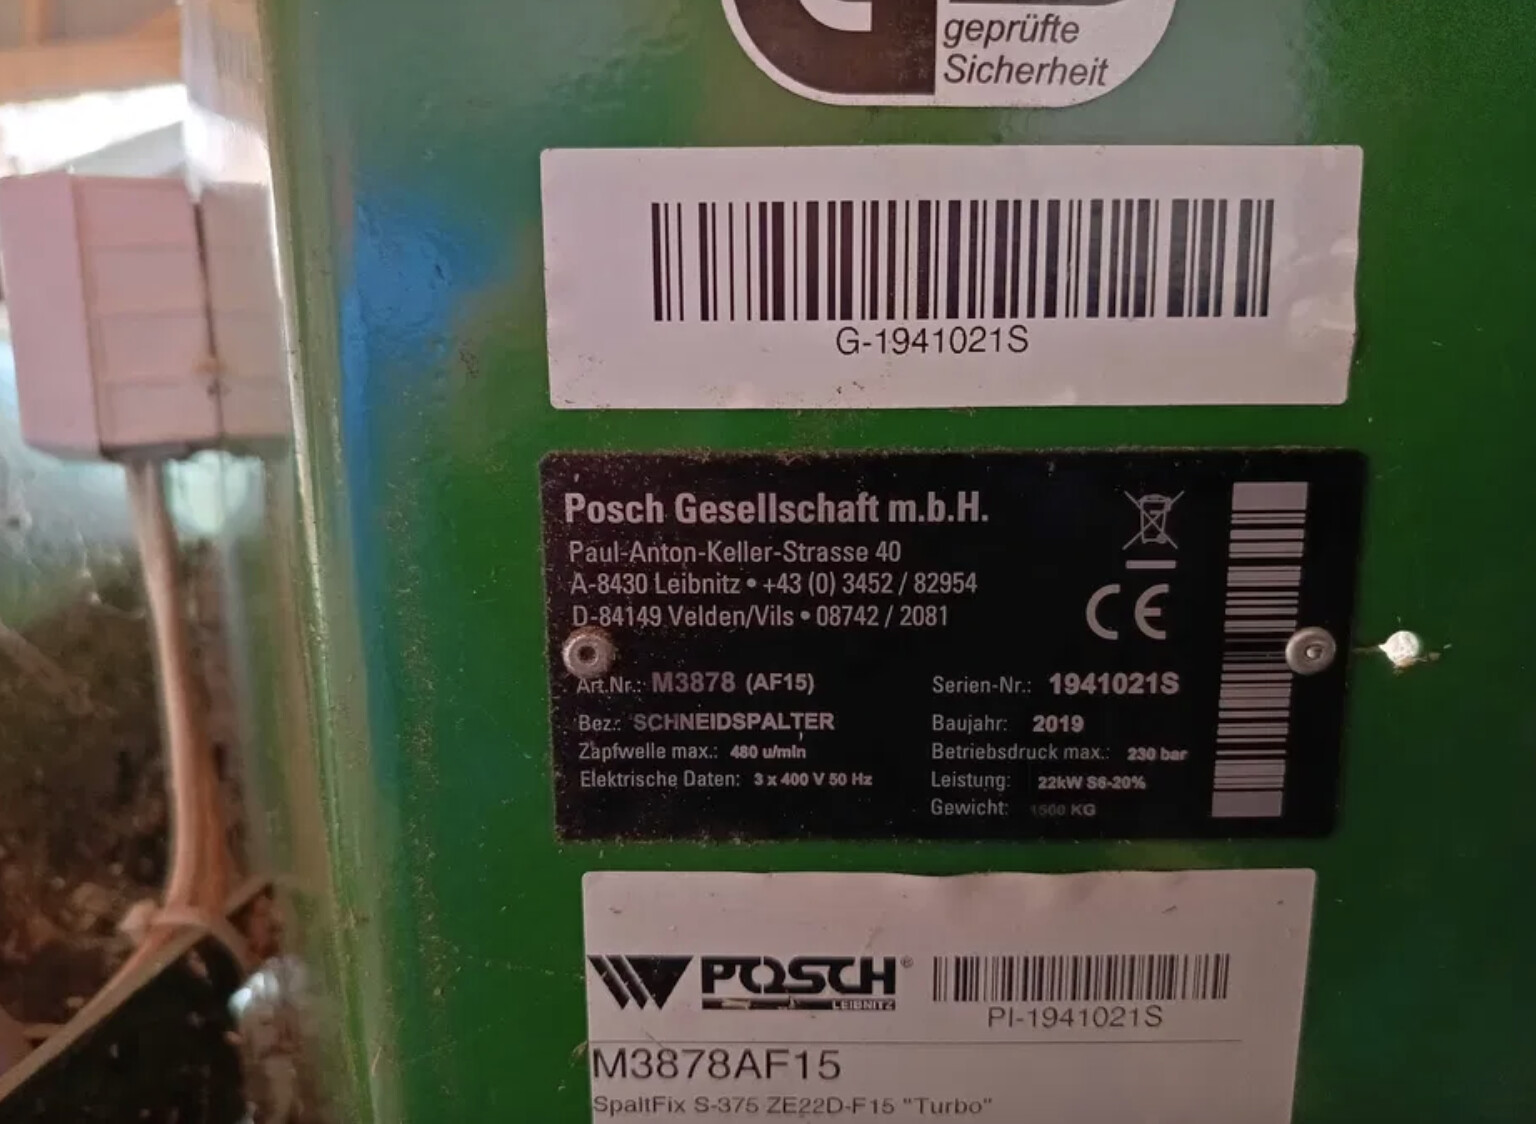 geprüfte
Sicherheit
G-1941021S
Posch Gesellschaft m.b.H.
Paul-Anton-Keller-Strasse 40
A-8430 Leibnitz • +43 (0) 3452 / 82954
D-84149 Velden/Vils • 08742 / 2081
CE
Art.Nr.: M3878 (AF15) Serien-Nr.: 1941021S
Bez.: SCHNEIDSPALTER Baujahr: 2019
Zapfwelle max.: 480 u/min Betriebsdruck max.: 230 bar
Elektrische Daten: 3 x 400 V 50 Hz Leistung: 22kW S6-20%
Gewicht: KG
POSCH®
LEIBNITZ
PI-1941021S
M3878AF15
SpaltFix S-375 ZE22D-F15 "Turbo"